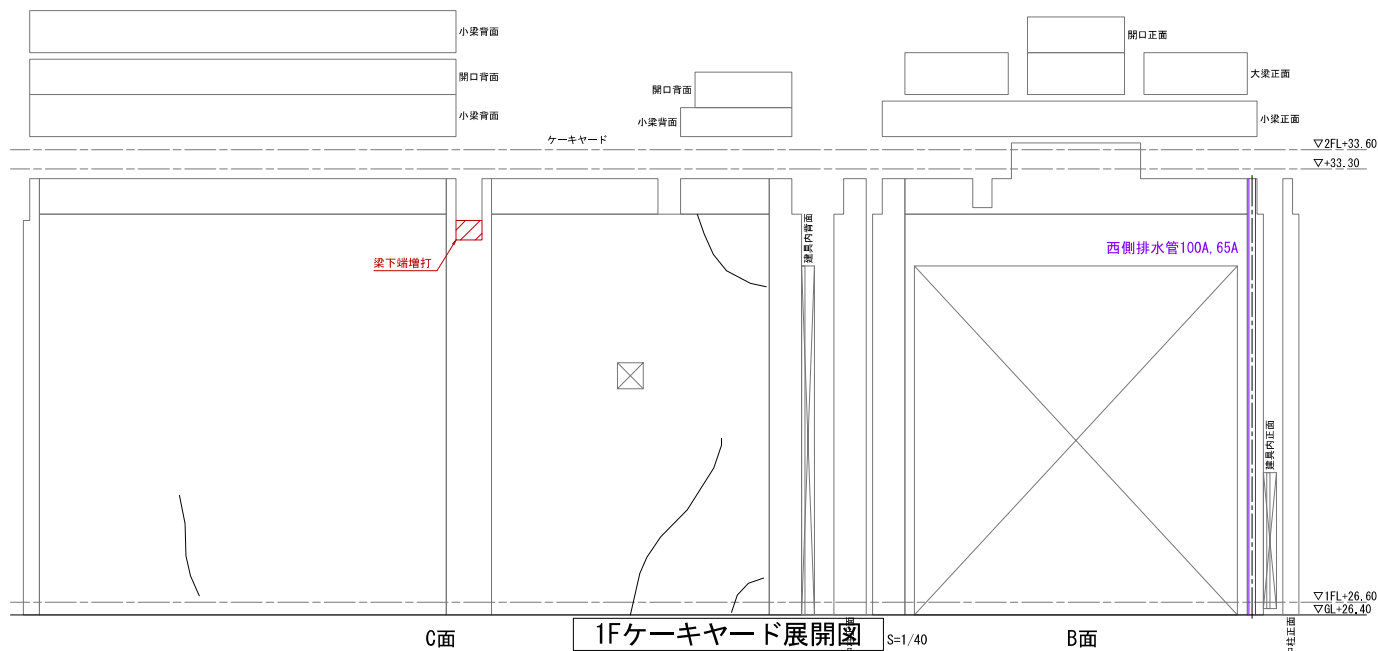 小梁背面
開口背面
小梁背面
開口背面
小梁背面
開口正面
大梁正面
小梁正面
ケーキヤード
▽2FL+33.60
▽+33.30
梁下端増打
建具内背面
西側排水管100A,65A
建具内正面
▽1FL+26.60
▽GL+26.40
C面
1Fケーキヤード展開図
S=1/40
B面